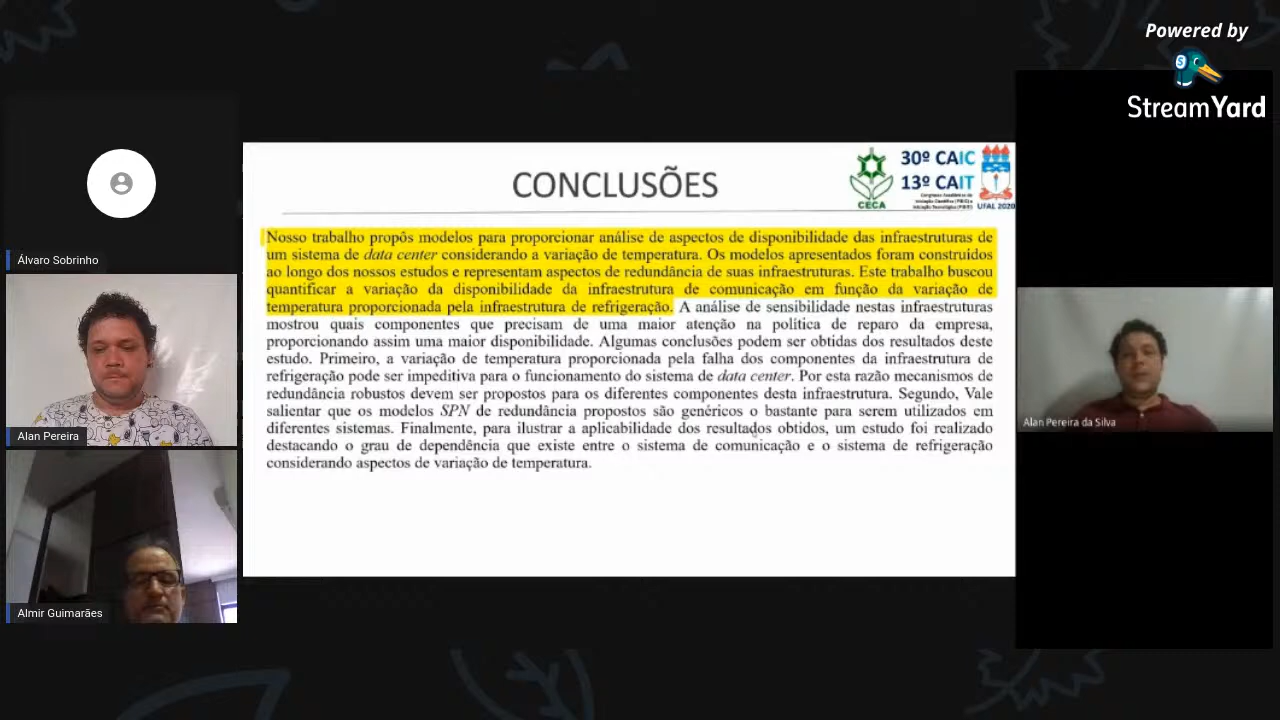 Powered by
StreamYard
Álvaro Sobrinho
Alan Pereira
Almir Guimarães
Alan Pereira da Silva
CONCLUSÕES
CECA
30º CAIC
13º CAIT
UFAL 2020
Nosso trabalho propôs modelos para proporcionar análise de aspectos de disponibilidade das infraestruturas de
um sistema de data center considerando a variação de temperatura. Os modelos apresentados foram construídos
ao longo dos nossos estudos e representam aspectos de redundância de suas infraestruturas. Este trabalho buscou
quantificar a variação da disponibilidade da infraestrutura de comunicação em função da variação de
temperatura proporcionada pela infraestrutura de refrigeração. A análise de sensibilidade nestas infraestruturas
mostrou quais componentes que precisam de uma maior atenção na política de reparo da empresa,
proporcionando assim uma maior disponibilidade. Algumas conclusões podem ser obtidas dos resultados deste
estudo. Primeiro, a variação de temperatura proporcionada pela falha dos componentes da infraestrutura de
refrigeração pode ser impeditiva para o funcionamento do sistema de data center. Por esta razão mecanismos de
redundância robustos devem ser propostos para os diferentes componentes desta infraestrutura. Segundo, Vale
salientar que os modelos SPN de redundância propostos são genéricos o bastante para serem utilizados em
diferentes sistemas. Finalmente, para ilustrar a aplicabilidade dos resultados obtidos, um estudo foi realizado
destacando o grau de dependência que existe entre o sistema de comunicação e o sistema de refrigeração
considerando aspectos de variação de temperatura.